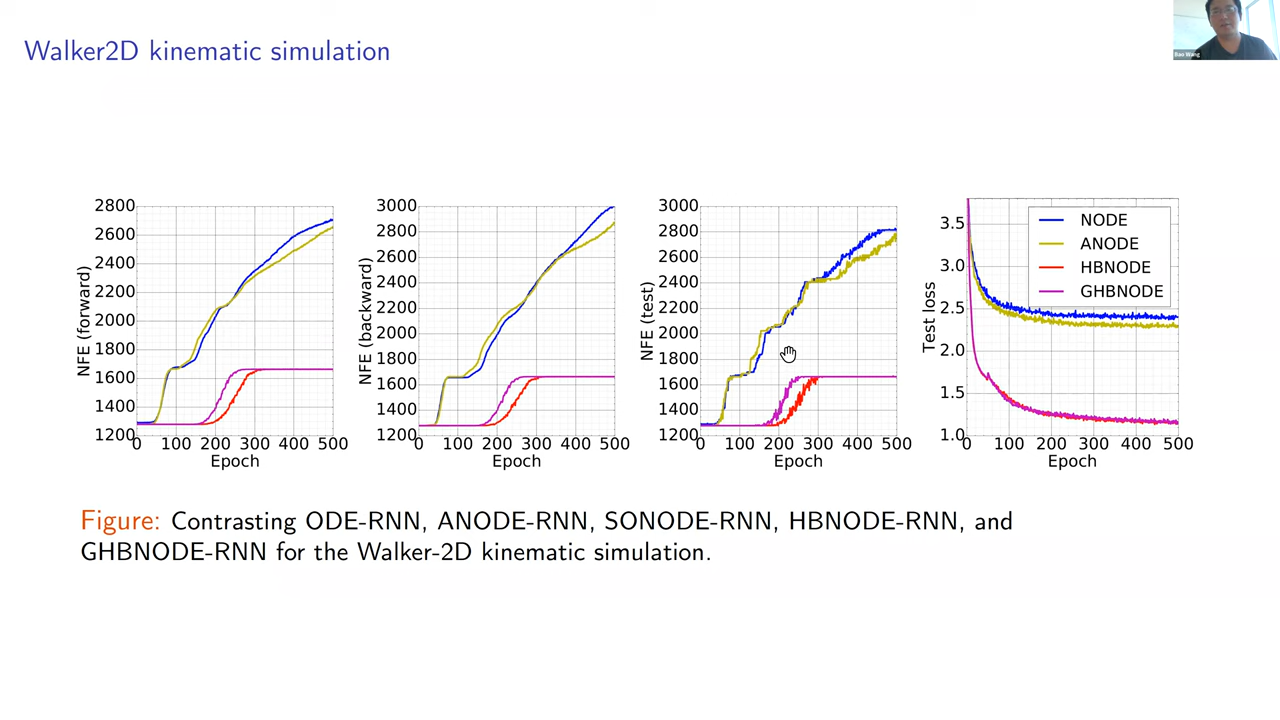 Walker2D kinematic simulation
Bao Wang
NFE (forward)
2800
2600
2400
2200
2000
1800
1600
1400
1200
0 100 200 300 400 500
Epoch
NFE (backward)
3000
2800
2600
2400
2200
2000
1800
1600
1400
1200
0 100 200 300 400 500
Epoch
NFE (test)
3000
2800
2600
2400
2200
2000
1800
1600
1400
1200
0 100 200 300 400 500
Epoch
Test loss
3.5
3.0
2.5
2.0
1.5
1.0
0 100 200 300 400 500
Epoch
NODE
ANODE
HBNODE
GHBNODE
Figure: Contrasting ODE-RNN, ANODE-RNN, SONODE-RNN, HBNODE-RNN, and
GHBNODE-RNN for the Walker-2D kinematic simulation.